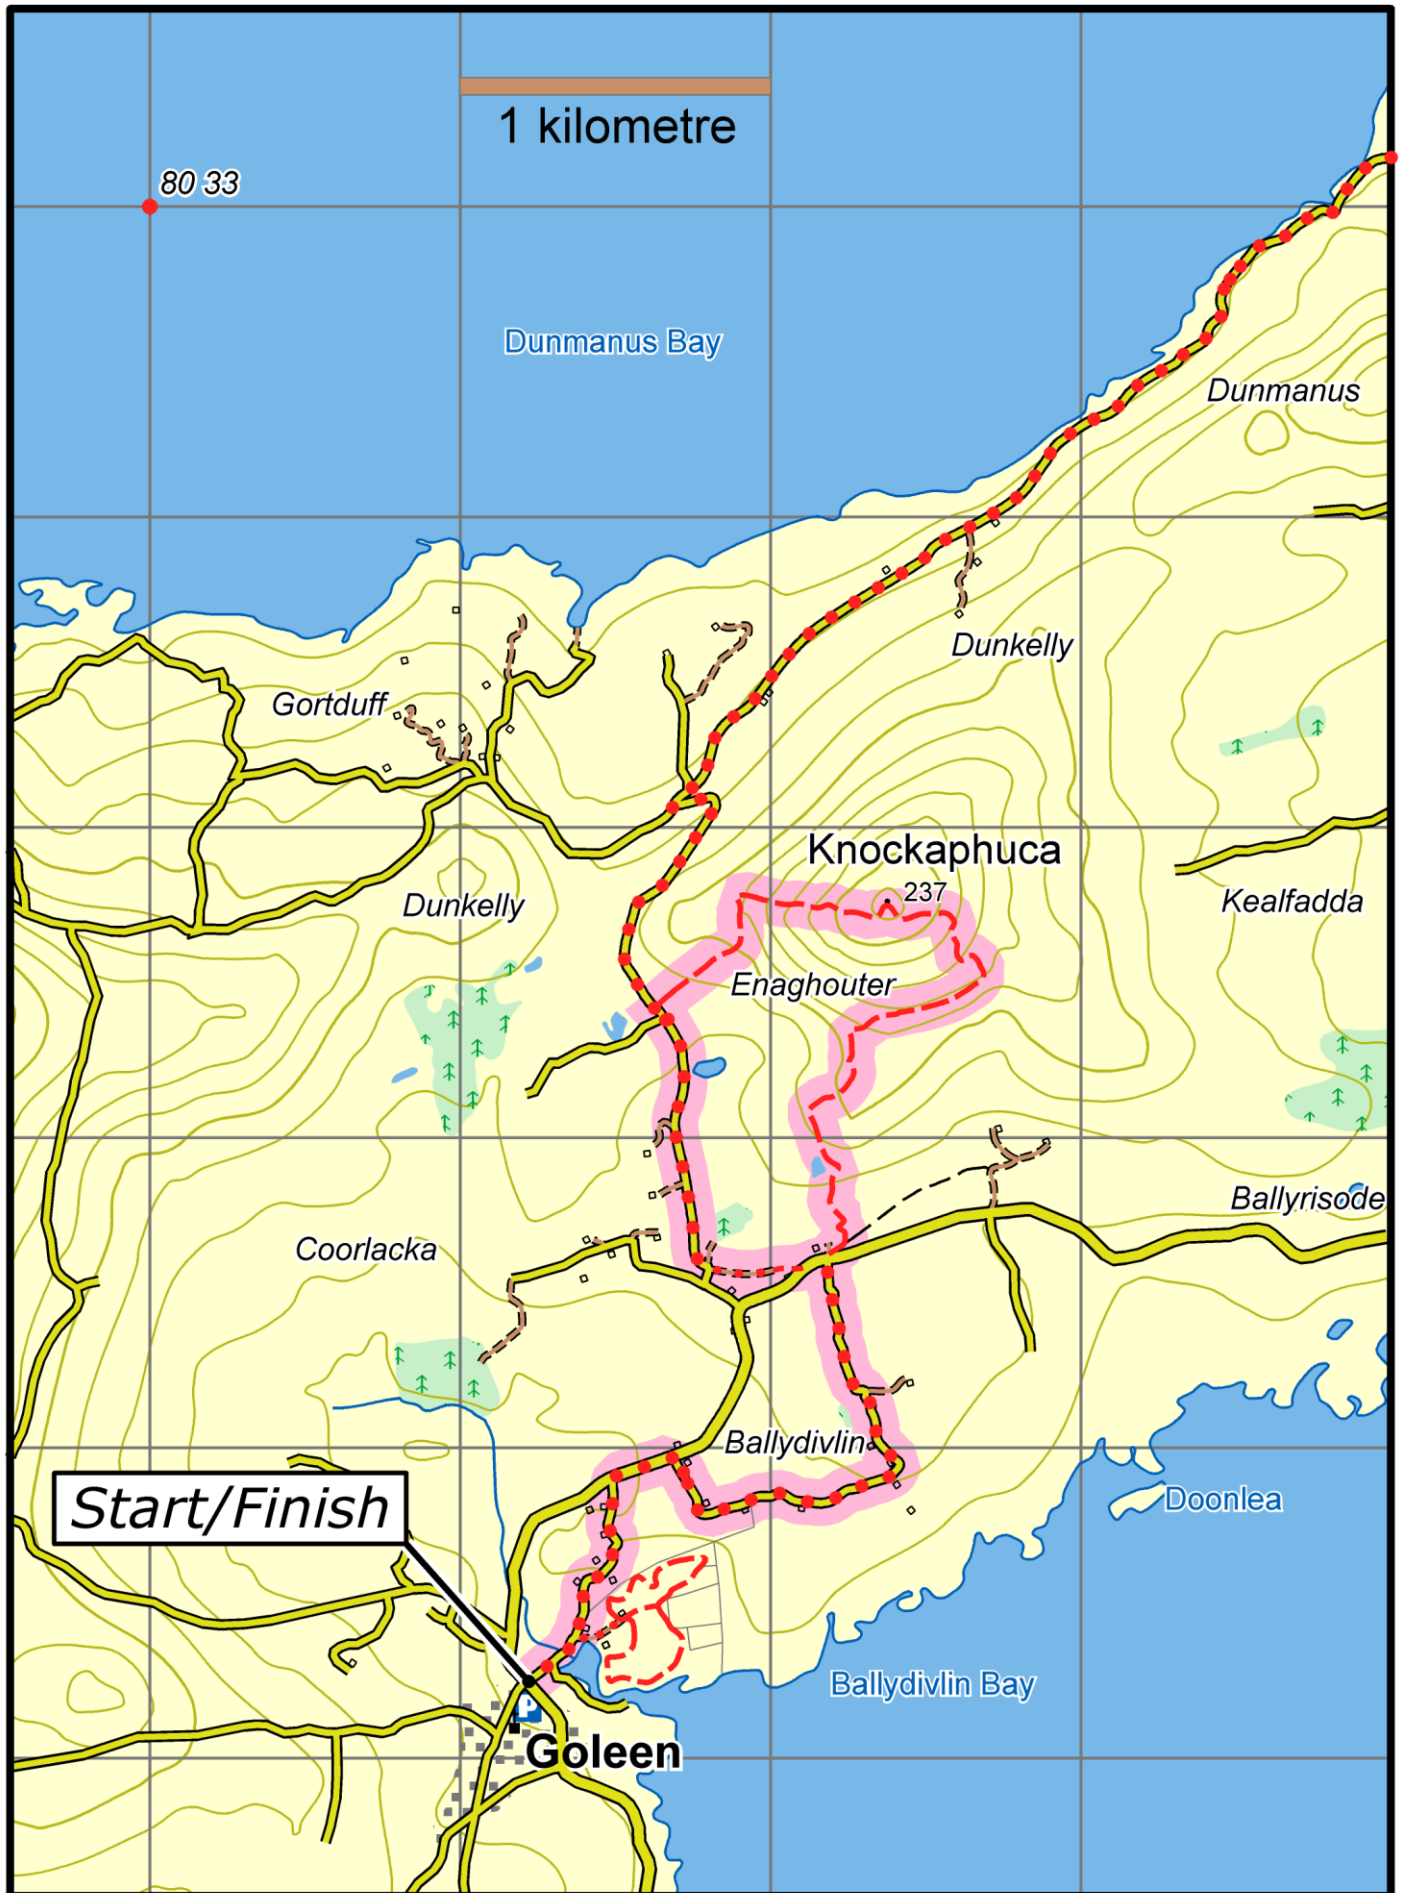 1 kilometre
80 33
Dunmanus Bay
Dunmanus
Dunkelly
Gortduff
Knockaphuca
237
Dunkelly
Kealfadda
Enaghouter
Ballyrisode
Coorlacka
Ballydivlin
Start/Finish
Doonlea
Ballydivlin Bay
P
Goleen